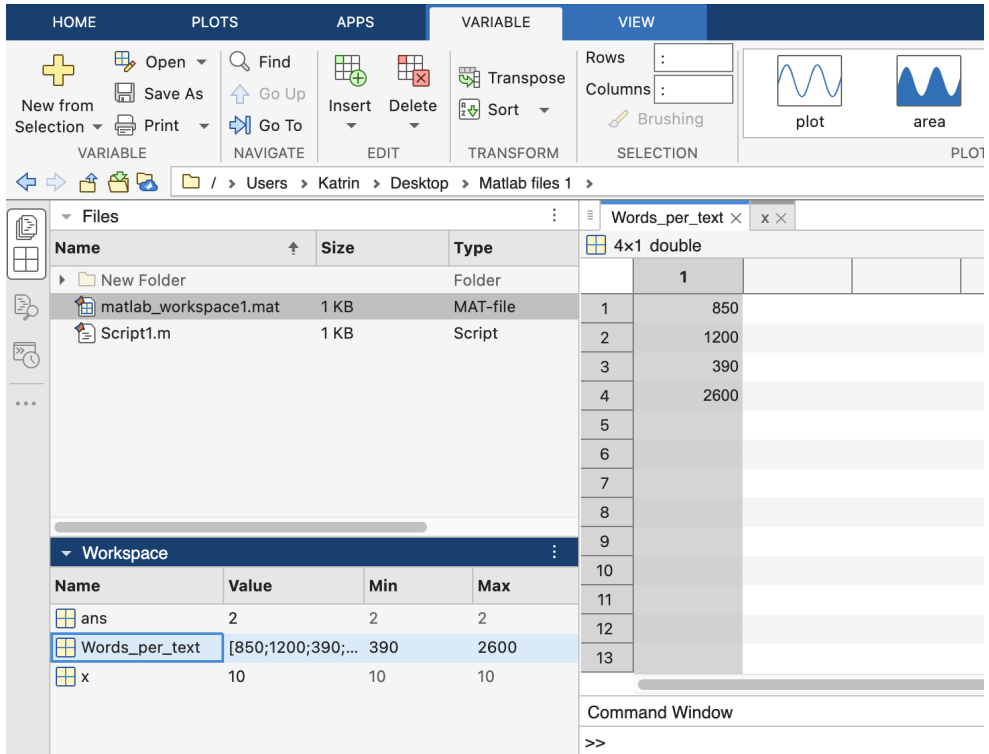 HOME PLOTS APPS VARIABLE VIEW
New from
Selection
Open
Save As
Print
VARIABLE
Find
Go Up
Go To
NAVIGATE
Insert Delete
EDIT
Transpose
Sort
TRANSFORM
Rows :
Columns :
Brushing
SELECTION
plot area
PLOT
/ > Users > Katrin > Desktop > Matlab files 1 >
Files
Name Size Type
New Folder Folder
matlab_workspace1.mat 1 KB MAT-file
Script1.m 1 KB Script
Workspace
Name Value Min Max
ans 2 2 2
Words_per_text [850;1200;390;... 390 2600
x 10 10 10
Words_per_text × x ×
4×1 double
1
1 850
2 1200
3 390
4 2600
5
6
7
8
9
10
11
12
13
Command Window
>>